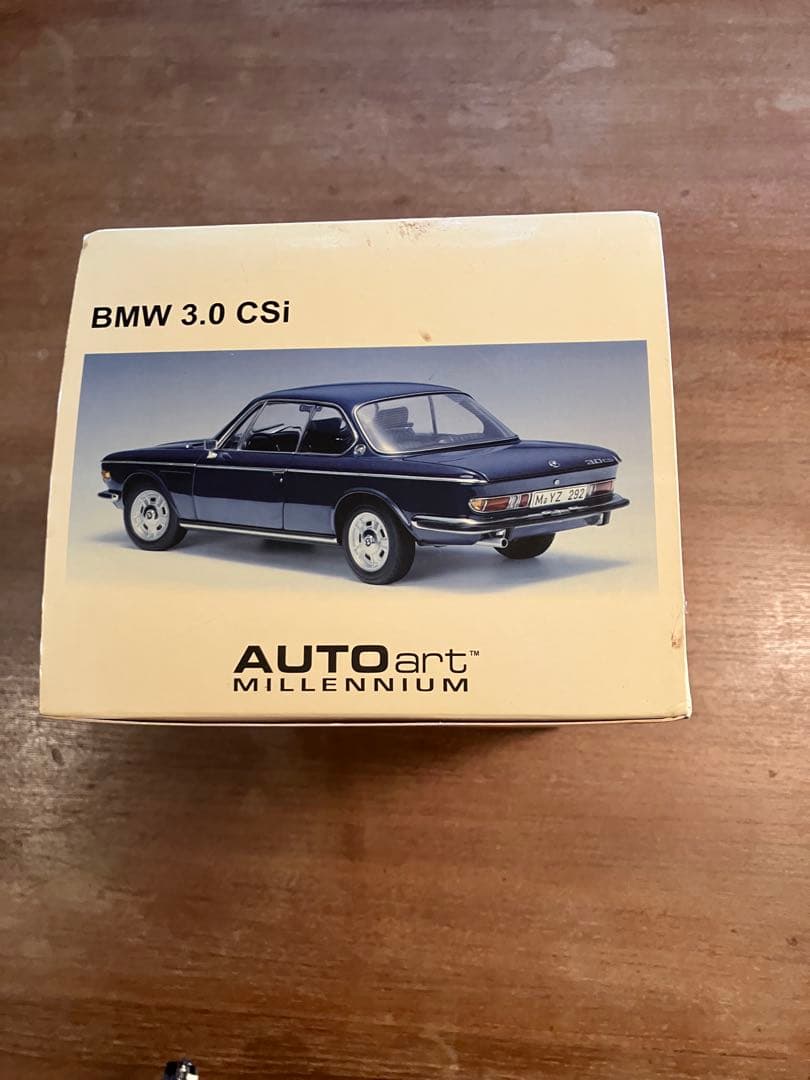 BMW 3.0 CSi
M YZ 292
AUTOart™
MILLENNIUM